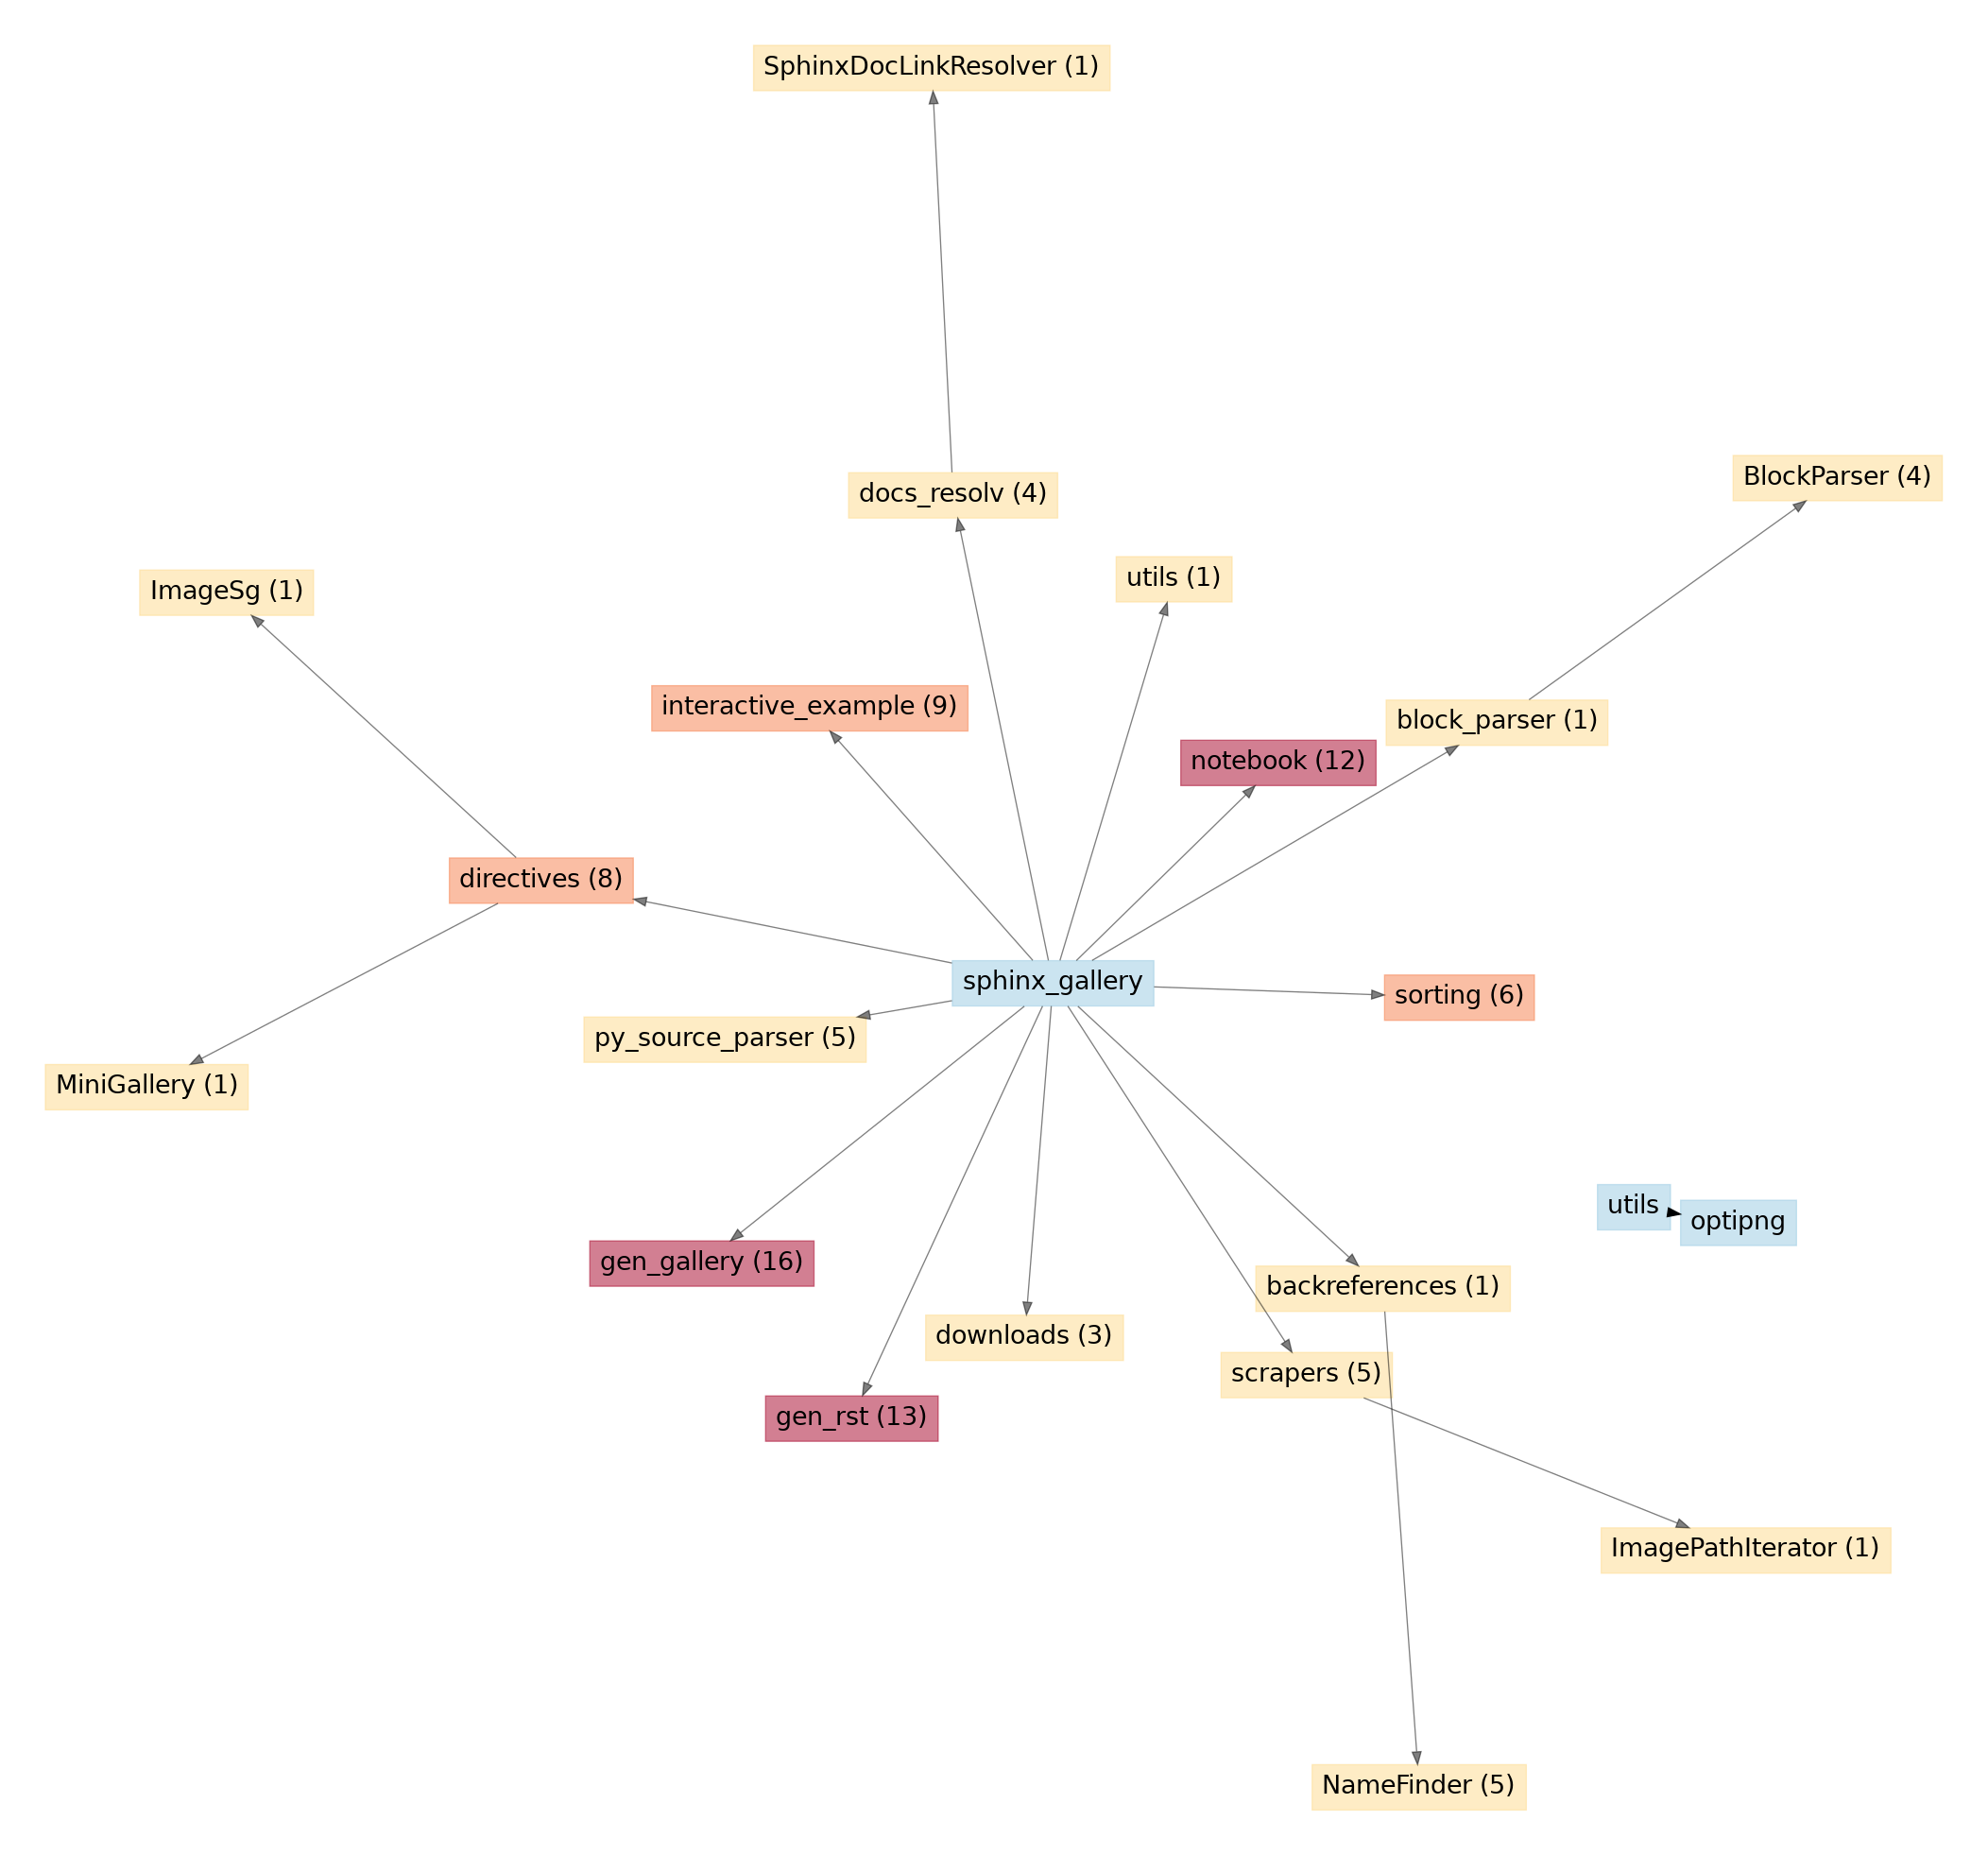 SphinxDocLinkResolver (1)
BlockParser (4)
docs_resolv (4)
utils (1)
ImageSg (1)
interactive_example (9)
block_parser (1)
notebook (12)
directives (8)
sphinx_gallery
sorting (6)
py_source_parser (5)
MiniGallery (1)
utils
optipng
gen_gallery (16)
backreferences (1)
downloads (3)
scrapers (5)
gen_rst (13)
ImagePathIterator (1)
NameFinder (5)